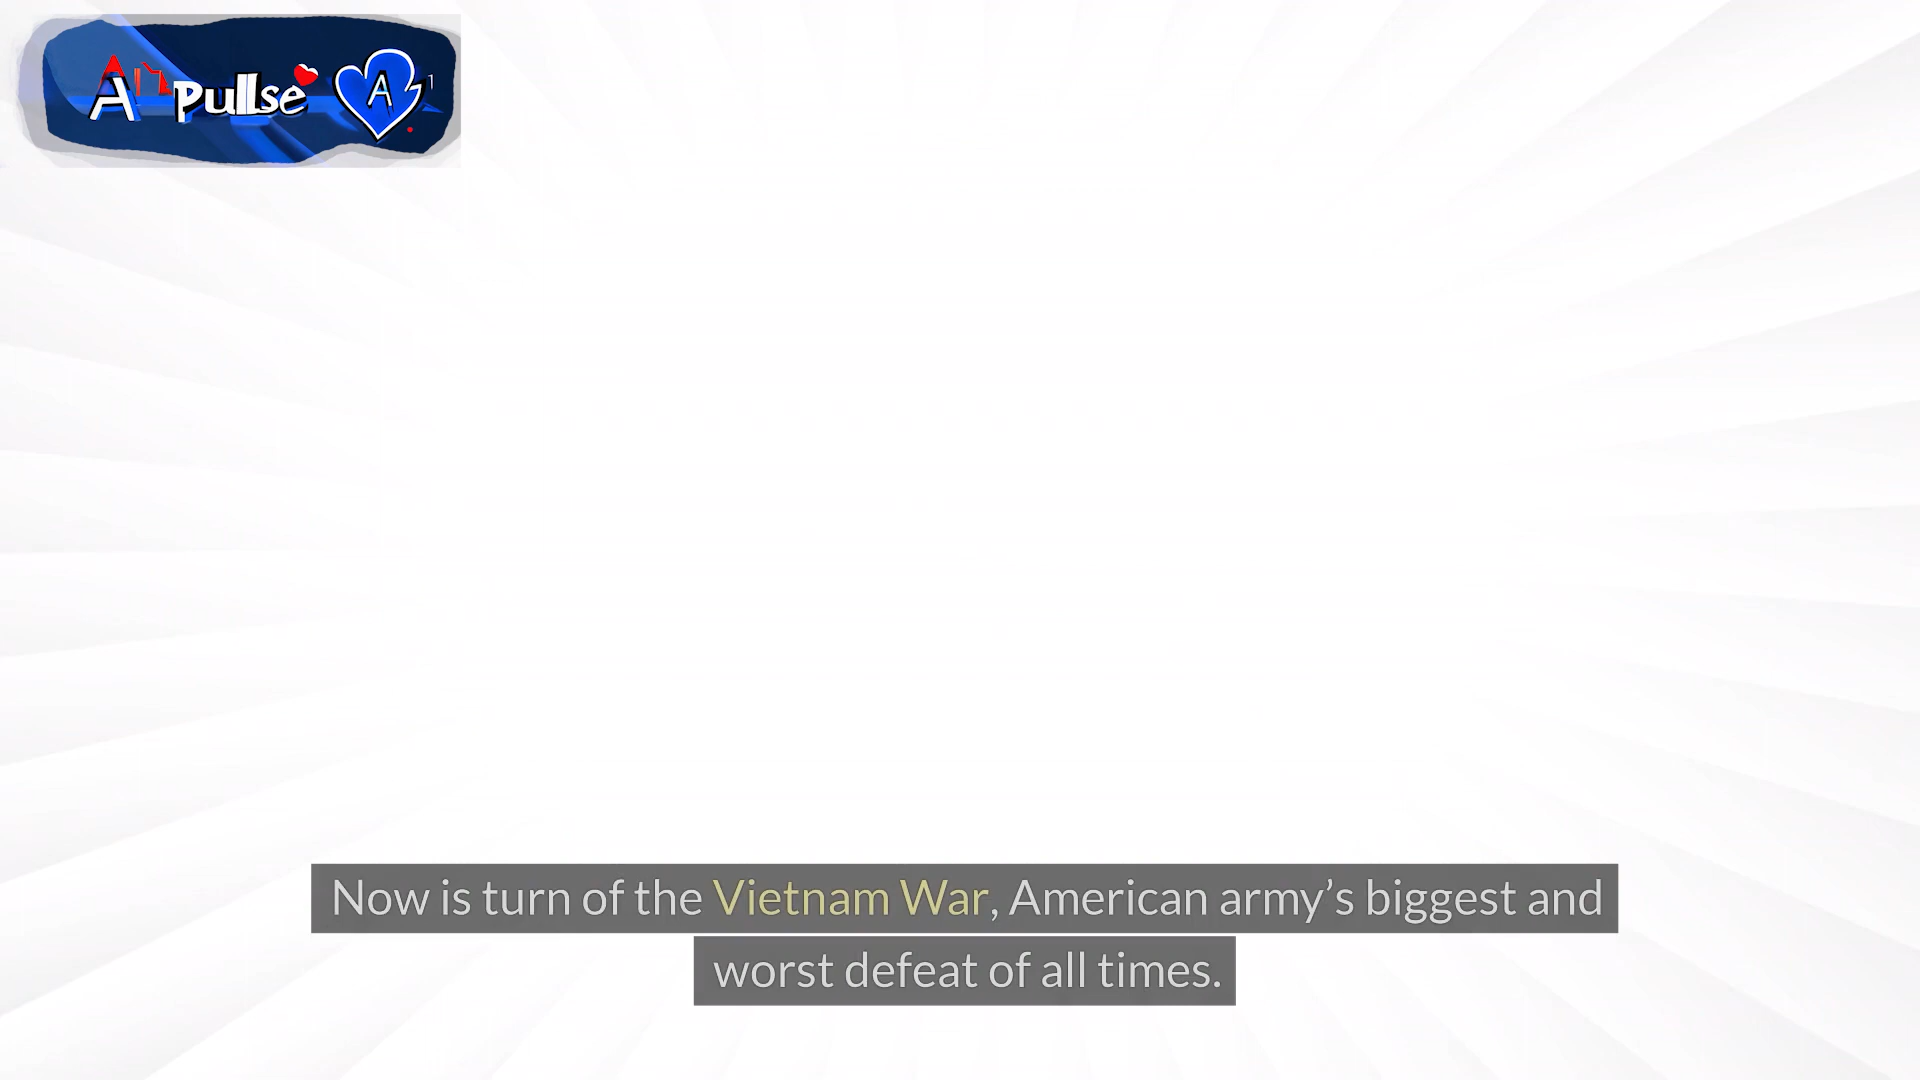 A pullse A
Now is turn of the Vietnam War, American army’s biggest and
worst defeat of all times.